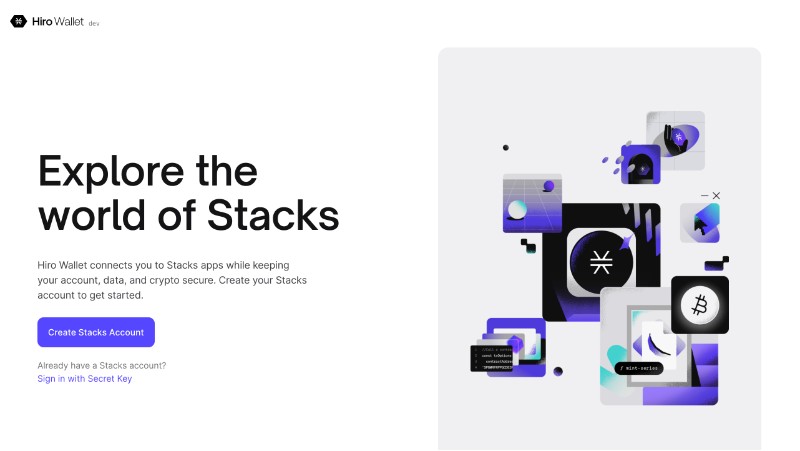 Hiro Wallet dev
Explore the
world of Stacks
Hiro Wallet connects you to Stacks apps while keeping
your account, data, and crypto secure. Create your Stacks
account to get started.
Create Stacks Account
Already have a Stacks account?
Sign in with Secret Key
mint-series